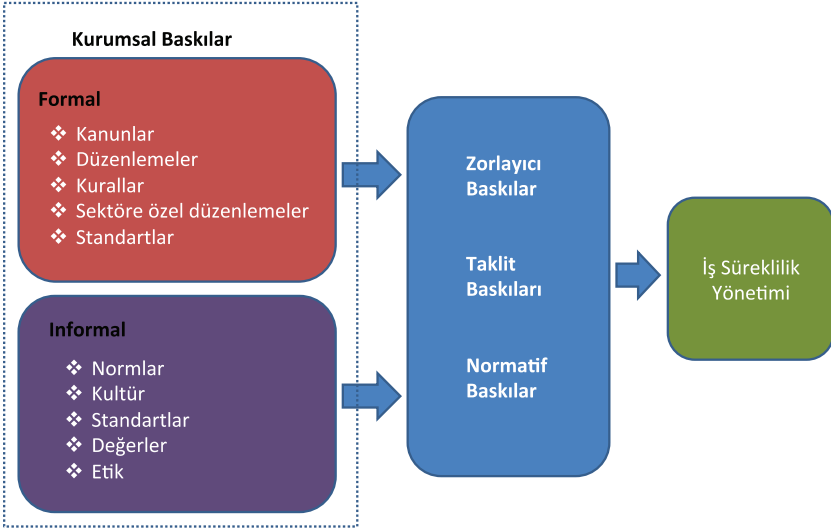 Kurumsal Baskılar
Formal
❖ Kanunlar
❖ Düzenlemeler
❖ Kurallar
❖ Sektöre özel düzenlemeler
❖ Standartlar
Informal
❖ Normlar
❖ Kültür
❖ Standartlar
❖ Değerler
❖ Etik
Zorlayıcı
Baskılar
Taklit
Baskıları
Normatif
Baskılar
İş Süreklilik
Yönetimi